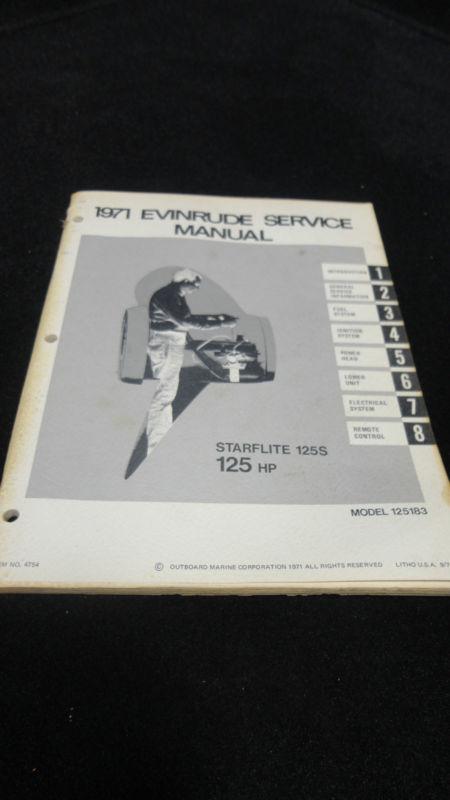 1971 EVINRUDE SERVICE
MANUAL
INTRODUCTION 1
GENERAL
SERVICE
INFORMATION 2
FUEL
SYSTEM 3
IGNITION
SYSTEM 4
POWER
HEAD 5
LOWER
UNIT 6
ELECTRICAL
SYSTEM 7
REMOTE
CONTROL 8
STARFLITE 125S
125 HP
MODEL 125183
NO. 4754
© OUTBOARD MARINE CORPORATION 1971 ALL RIGHTS RESERVED LITHO U.S.A.